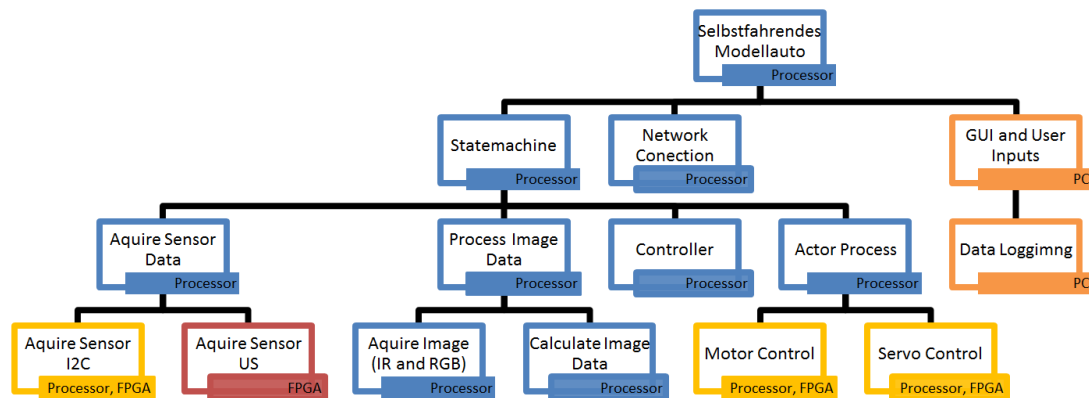 Selbstfahrendes
Modellauto
Processor
Statemachine
Processor
Network
Conection
Processor
GUI and User
Inputs
PC
Aquire Sensor
Data
Processor
Process Image
Data
Processor
Controller
Processor
Actor Process
Processor
Data Loggimng
PC
Aquire Sensor
I2C
Processor, FPGA
Aquire Sensor
US
FPGA
Aquire Image
(IR and RGB)
Processor
Calculate Image
Data
Processor
Motor Control
Processor, FPGA
Servo Control
Processor, FPGA